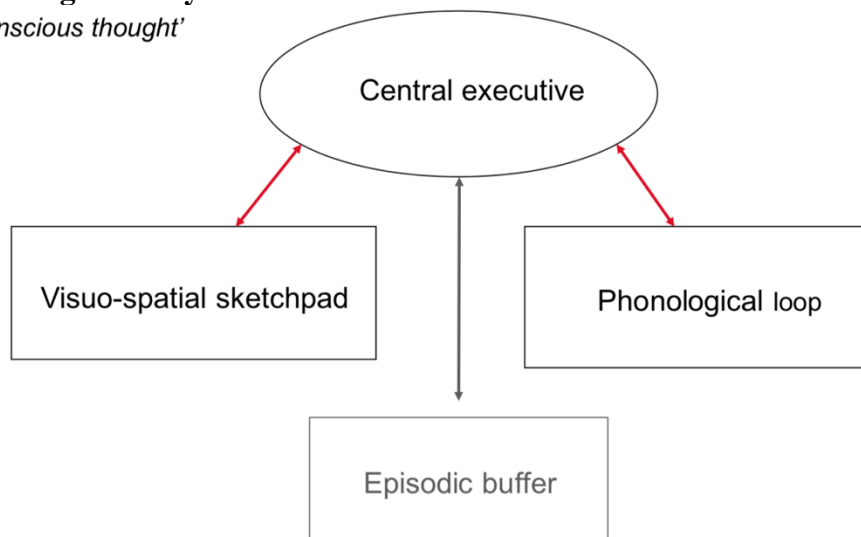 nscious thought’
Central executive
Visuo-spatial sketchpad
Phonological loop
Episodic buffer